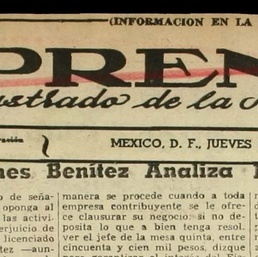 (INFORMACION EN LA
PREN
ustrado de la
MEXICO, D. F., JUEVES
nes Benítez Analiza
o de seña-
oponga al
las activi-
erjuicio de
licenciado
ntez —aun-
manera se procede cuando a toda
empresa contribuyente se le ofre-
ce clausurar su negocio: si no de-
posita lo que a bien tenga resol.
ver el jefe de la mesa quinta, entre
cincuenta y cien mil pesos, dizque